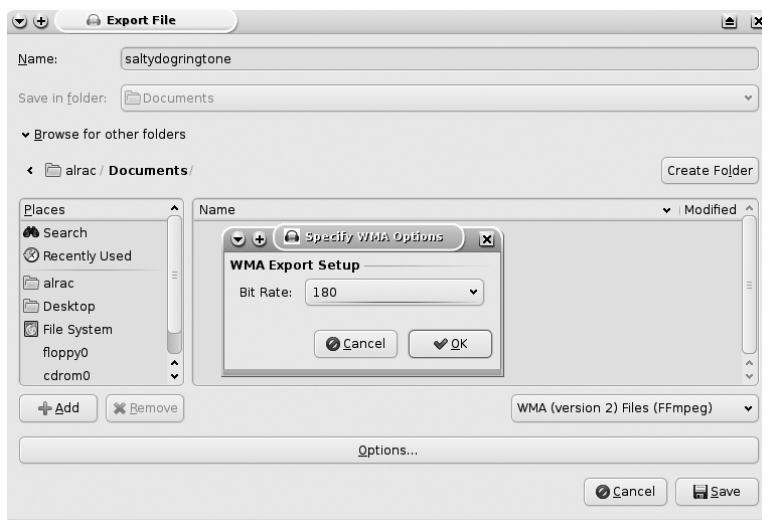 Export File
Name: saltydogringtone
Save in folder: Documents
Browse for other folders
alrac / Documents /
Create Folder
Places
Name
Modified
Search
Recently Used
alrac
Desktop
File System
floppy0
cdrom0
Specify WMA Options
WMA Export Setup
Bit Rate: 180
Cancel
OK
Add
Remove
WMA (version 2) Files (FFmpeg)
Options...
Cancel
Save